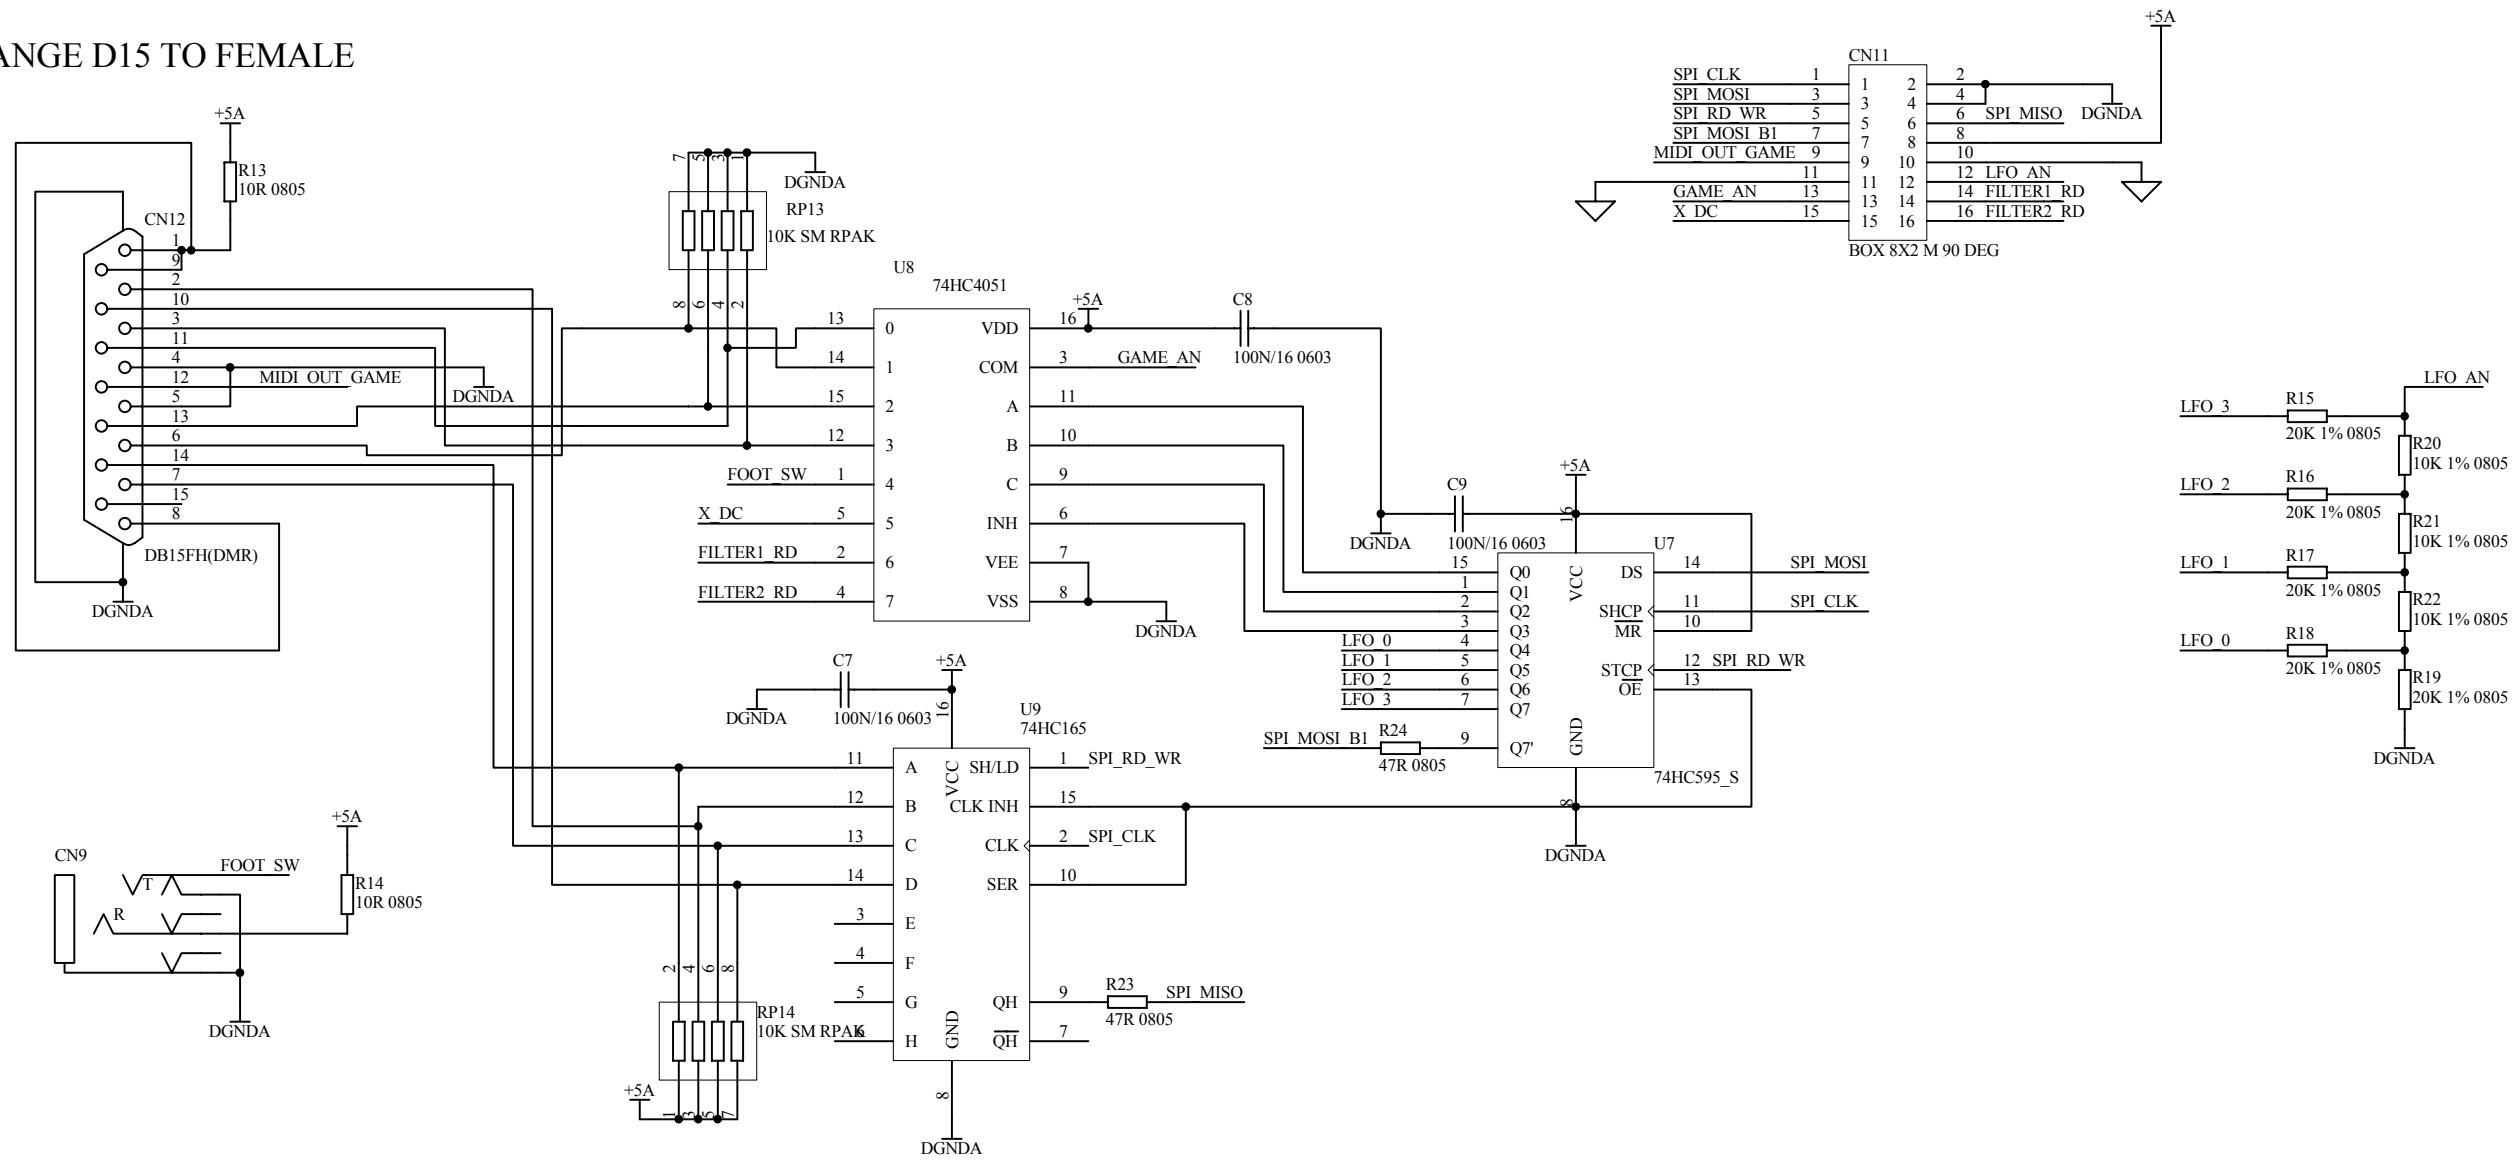 ANGE D15 TO FEMALE
+5A
R13
10R 0805
CN12
1
9
2
10
3
11
4
12
5
13
6
14
7
15
8
MIDI_OUT_GAME
DGNDA
DB15FH(DMR)
DGNDA
7 5 3 1
DGNDA
RP13
10K SM RPAK
8 6 4 2
U8
74HC4051
13 0 VDD 16 +5A
14 1 COM 3 GAME_AN
15 2 A 11
12 3 B 10
FOOT_SW 1 4 C 9
X_DC 5 5 INH 6
FILTER1_RD 2 6 VEE 7
FILTER2_RD 4 7 VSS 8
DGNDA
C8
100N/16 0603
DGNDA
C9
100N/16 0603
+5A
16
U7
15 Q0 VCC DS 14 SPI_MOSI
1 Q1
2 Q2 SHCP 11 SPI_CLK
3 Q3 MR 10
LFO_0 4 Q4
LFO_1 5 Q5 STCP 12 SPI_RD_WR
LFO_2 6 Q6 OE 13
LFO_3 7 Q7
SPI_MOSI_B1 R24 9 Q7' GND
47R 0805
74HC595_S
8
DGNDA
C7
100N/16 0603
DGNDA
+5A
16
U9
74HC165
11 A VCC SH/LD 1 SPI_RD_WR
12 B CLK INH 15
13 C CLK 2 SPI_CLK
14 D SER 10
3 E
4 F
5 G QH 9 R23 SPI_MISO
47R 0805
6 H GND QH 7
8
DGNDA
2 4 6 8
RP14
10K SM RPAK
+5A
1 3 5 7
CN9
T
R
FOOT_SW
+5A
R14
10R 0805
DGNDA
+5A
CN11
SPI_CLK 1 1 2 2
SPI_MOSI 3 3 4 4 DGNDA
SPI_RD_WR 5 5 6 6 SPI_MISO
SPI_MOSI_B1 7 7 8 8
MIDI_OUT_GAME 9 9 10 10
11 11 12 12 LFO_AN
GAME_AN 13 13 14 14 FILTER1_RD
X_DC 15 15 16 16 FILTER2_RD
BOX 8X2 M 90 DEG
LFO_AN
LFO_3 R15
20K 1% 0805
R20
10K 1% 0805
LFO_2 R16
20K 1% 0805
R21
10K 1% 0805
LFO_1 R17
20K 1% 0805
R22
10K 1% 0805
LFO_0 R18
20K 1% 0805
R19
20K 1% 0805
DGNDA